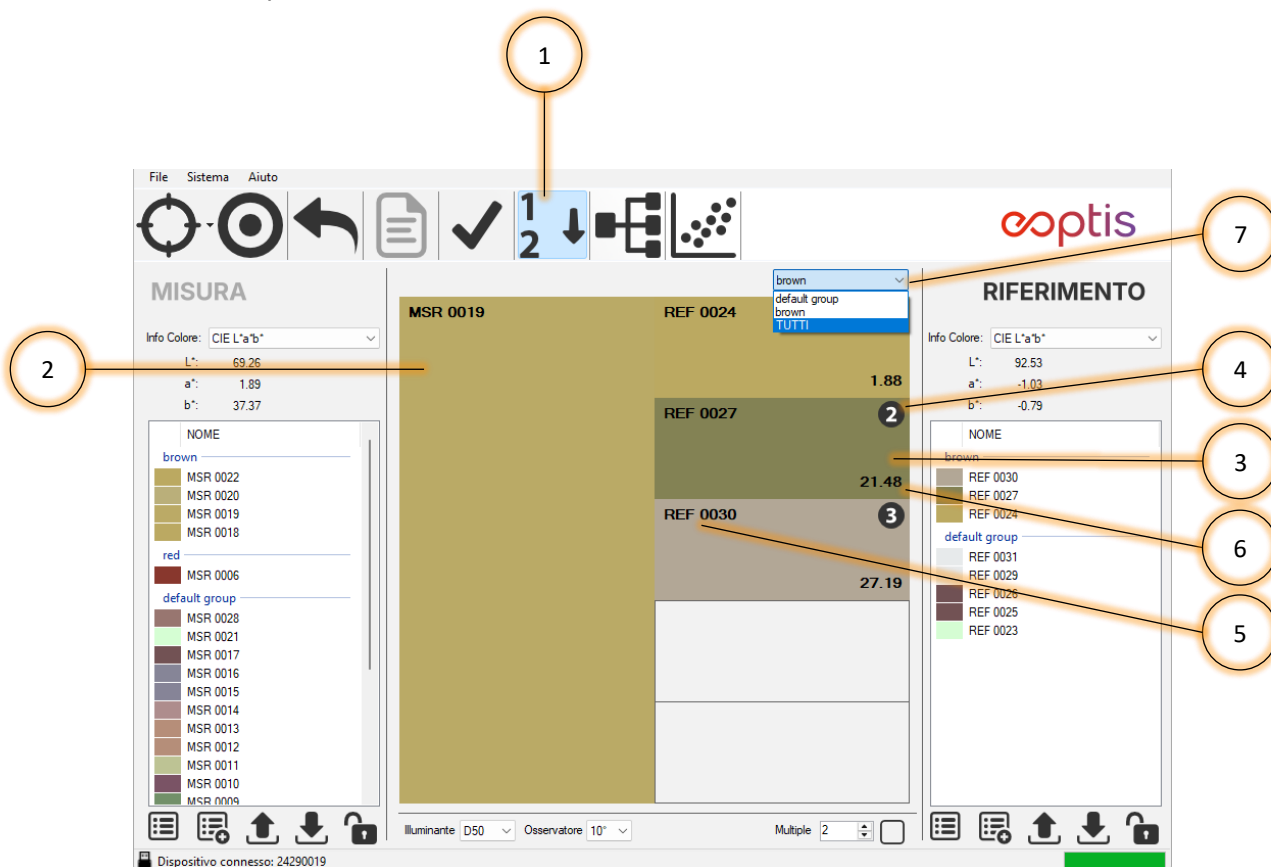 1
File Sistema Aiuto
1
2
eoptis
7
MISURA
brown
default group
brown
TUTTI
RIFERIMENTO
Info Colore: CIE L*a*b*
L*: 69.26
a*: 1.89
b*: 37.37
2
MSR 0019
REF 0024
1.88
REF 0027
2
21.48
REF 0030
3
27.19
Info Colore: CIE L*a*b*
L*: 92.53
a*: -1.03
b*: -0.79
4
3
6
5
NOME
brown
MSR 0022
MSR 0020
MSR 0019
MSR 0018
red
MSR 0006
default group
MSR 0028
MSR 0021
MSR 0017
MSR 0016
MSR 0015
MSR 0014
MSR 0013
MSR 0012
MSR 0011
MSR 0010
MSR 0009
NOME
brown
REF 0030
REF 0027
REF 0024
default group
REF 0031
REF 0029
REF 0026
REF 0025
REF 0023
Illuminante D50 Osservatore 10° Multiple 2
Dispositivo connesso: 24290019